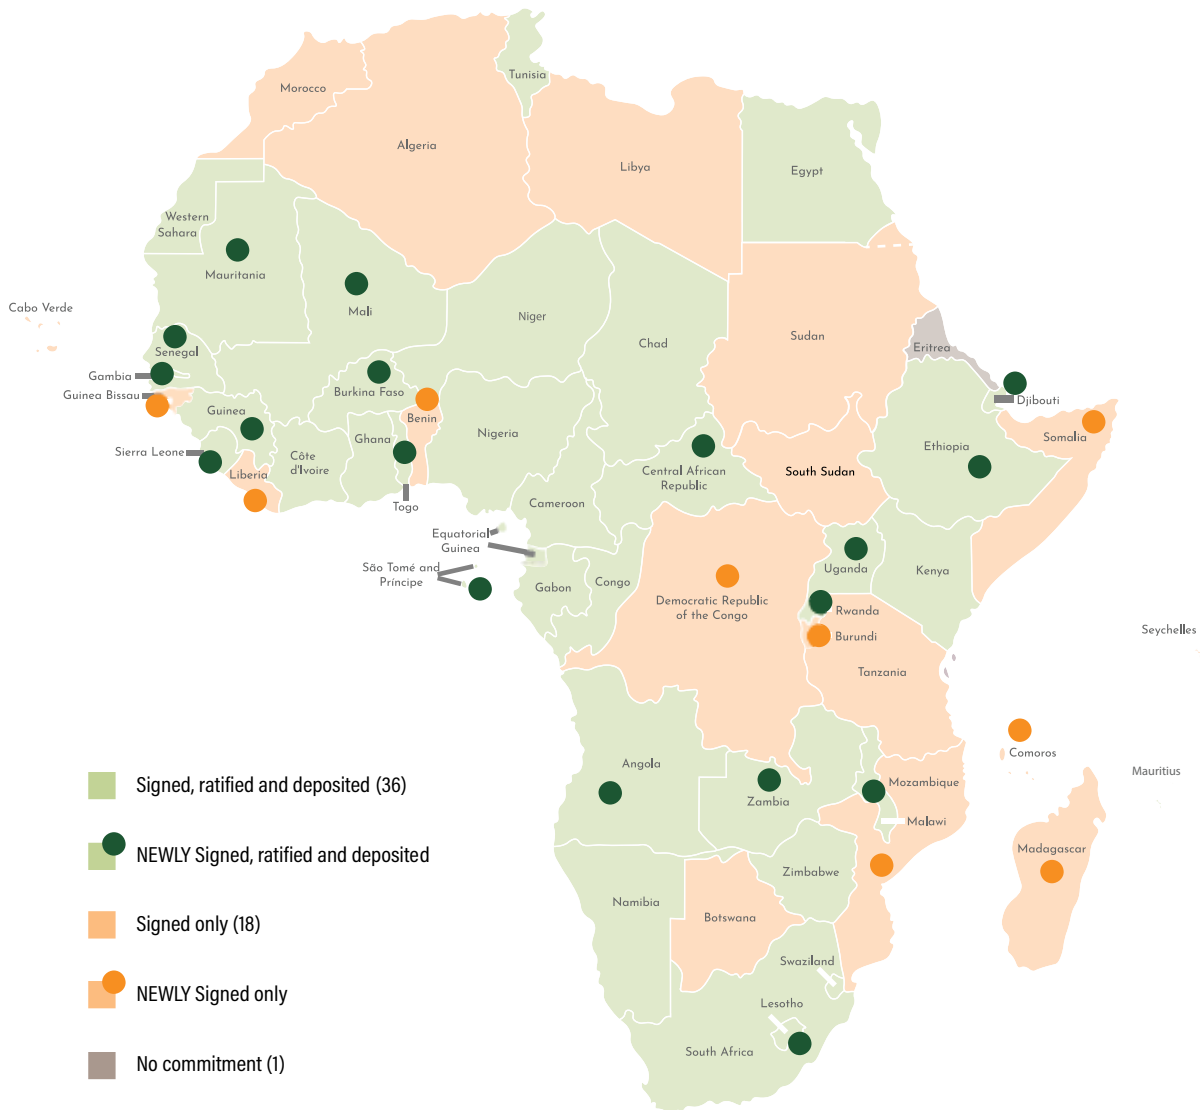 Tunisia
Morocco
Algeria
Libya
Egypt
Western
Sahara
Mauritania
Mali
Niger
Chad
Sudan
Eritrea
Cabo Verde
Senegal
Gambia
Guinea Bissau
Guinea
Sierra Leone
Liberia
Côte
d'Ivoire
Burkina Faso
Ghana
Benin
Togo
Nigeria
Cameroon
Central African
Republic
South Sudan
Ethiopia
Djibouti
Somalia
Equatorial
Guinea
São Tomé and
Príncipe
Gabon
Congo
Democratic Republic
of the Congo
Uganda
Kenya
Rwanda
Burundi
Tanzania
Seychelles
Comoros
Mauritius
Angola
Zambia
Mozambique
Malawi
Madagascar
Zimbabwe
Namibia
Botswana
Swaziland
Lesotho
South Africa
Signed, ratified and deposited (36)
NEWLY Signed, ratified and deposited
Signed only (18)
NEWLY Signed only
No commitment (1)